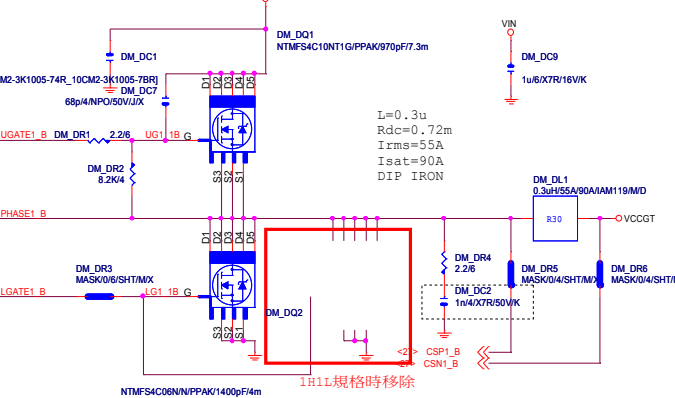 DM_DQ1
NTMFS4C10NT1G/PPAK/970pF/7.3m
VIN
DM_DC1
DM_DC9
M2-3K1005-74R_10CM2-3K1005-7BR]
DM_DC7
68p/4/NPO/50V/J/X
1u/6/X7R/16V/K
D1 D2 D3 D4 D5
L=0.3u
Rdc=0.72m
Irms=55A
Isat=90A
DIP IRON
UGATE1_B
DM_DR1
2.2/6
UG1_1B
G
DM_DR2
8.2K/4
S3 S2 S1
DM_DL1
0.3uH/55A/90A/IAM119/M/D
PHASE1_B
R30
VCCGT
D1 D2 D3 D4 D5
DM_DR3
MASK/0/6/SHT/M/X
DM_DR4
2.2/6
DM_DR5
MASK/0/4/SHT/M/X
DM_DR6
MASK/0/4/SHT/
LGATE1_B
LG1_1B
G
DM_DC2
1n/4/X7R/50V/K
DM_DQ2
S3 S2 S1
<27> CSP1_B
<27> CSN1_B
1H1L規格時移除
NTMFS4C06N/N/PPAK/1400pF/4m